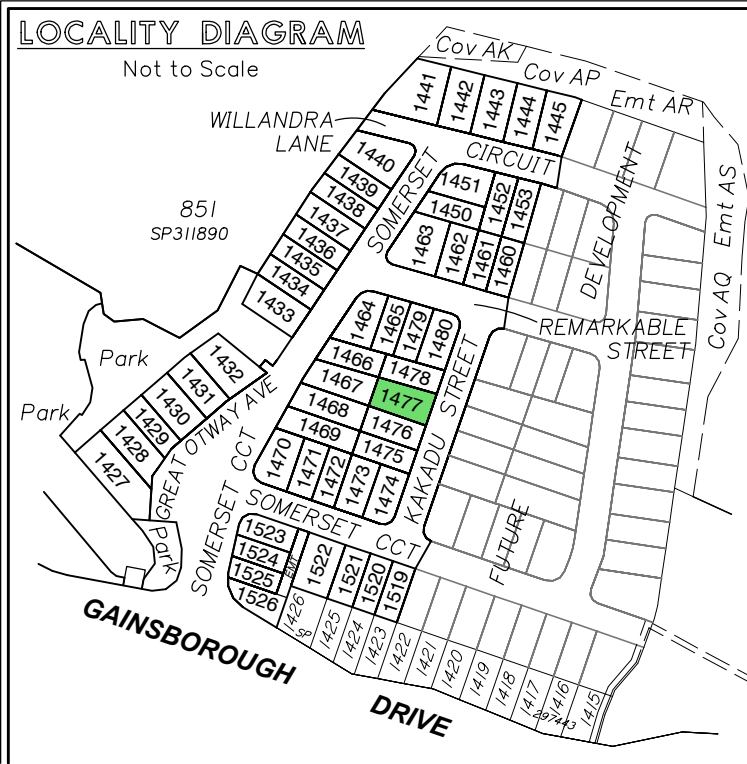 LOCALITY DIAGRAM
Not to Scale
Cov AK
Cov AP
Emt AR
1441
1442
1443
1444
1445
WILLANDRA
LANE
CIRCUIT
SOMERSET
DEVELOPMENT
Emt AS
Cov AQ
1440
1439
1438
1437
1436
1435
1434
1433
851
SP311890
1451
1450
1452
1453
1463
1462
1461
1460
REMARKABLE
STREET
1464
1465
1479
1480
1466
1478
1467
1477
1468
1476
1469
1475
1470
1471
1472
1473
1474
KAKADU STREET
Park
Park
1432
1431
1430
1429
1428
1427
GREAT OTWAY AVE
SOMERSET CCT
SOMERSET CCT
Park
FUTURE
1523
1524
1525
1526
EMT
1522
1521
1520
1519
1426
SP
1425
1424
1423
1422
1421
1420
1419
1418
1417
1416
1415
297443
GAINSBOROUGH
DRIVE